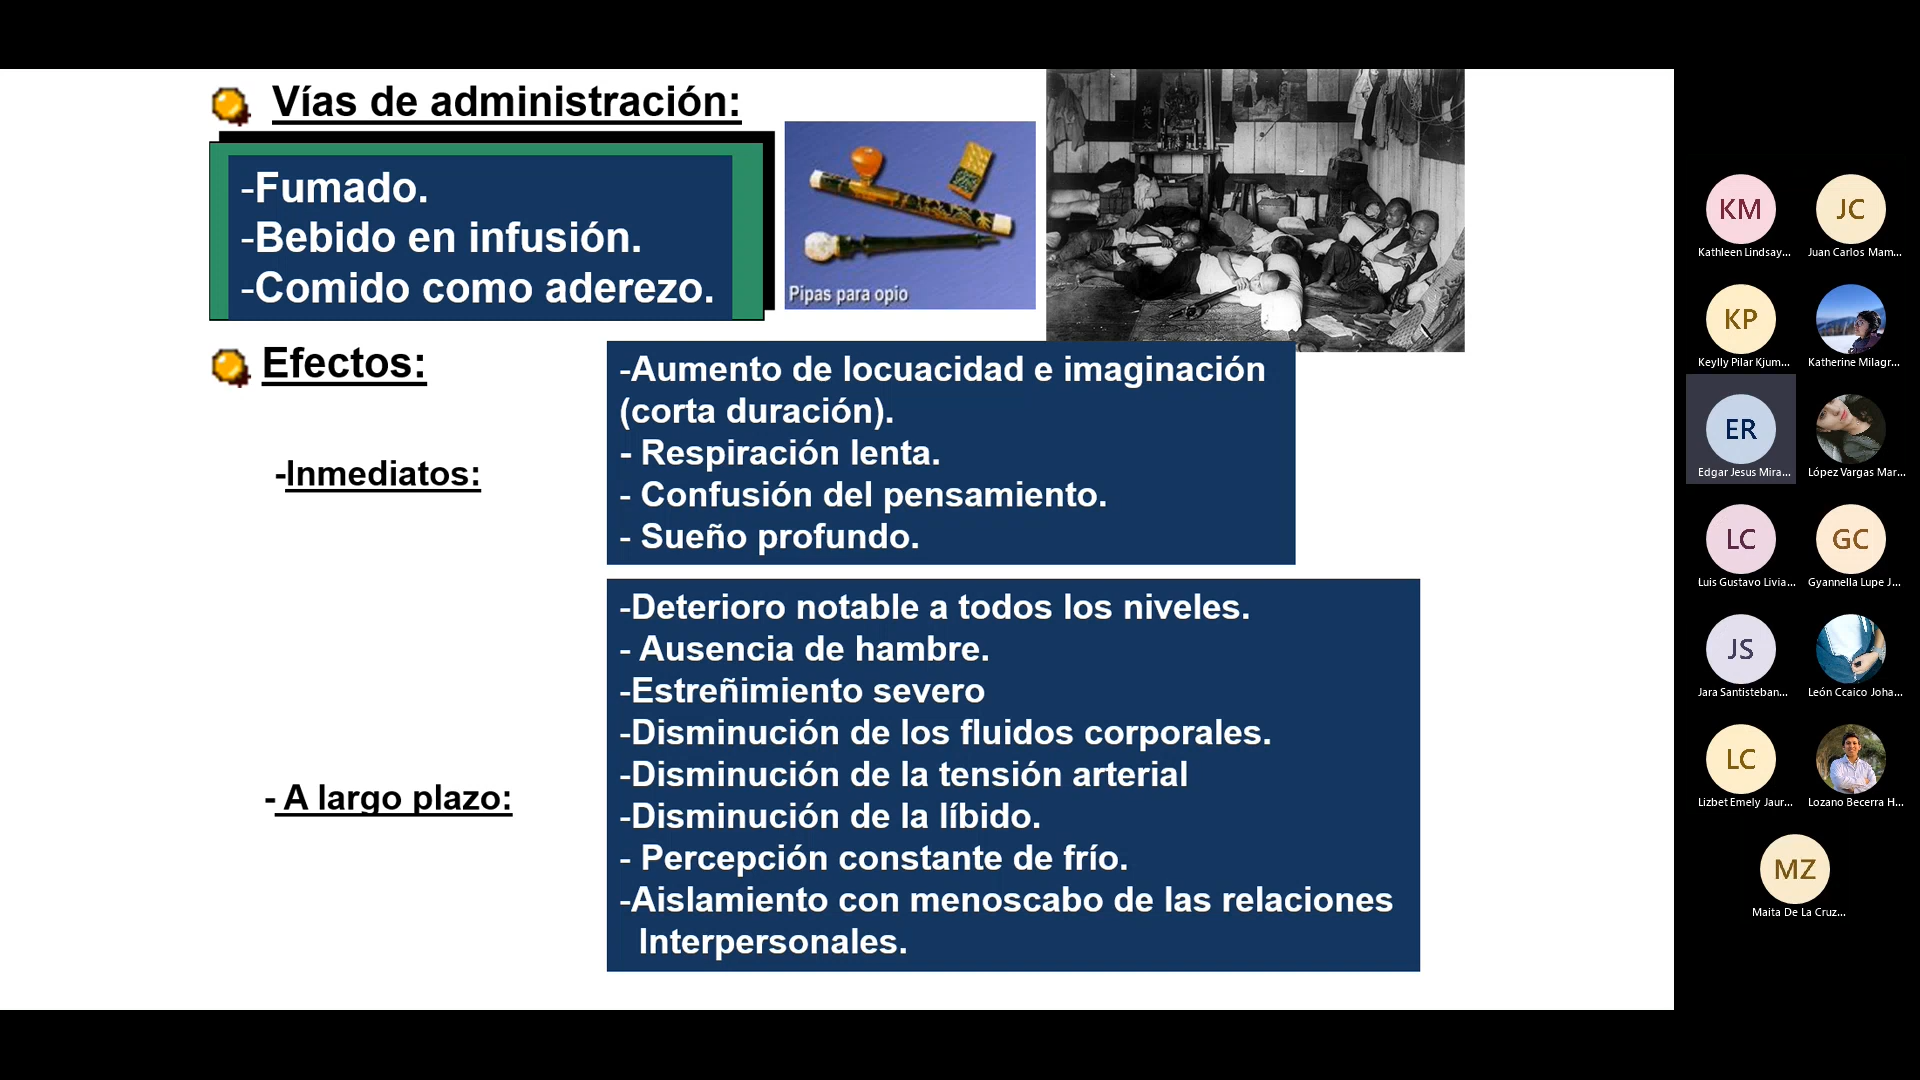 Vías de administración:
-Fumado.
-Bebido en infusión.
-Comido como aderezo.
Pipas para opio
Efectos:
-Inmediatos:
-Aumento de locuacidad e imaginación
(corta duración).
- Respiración lenta.
- Confusión del pensamiento.
- Sueño profundo.
- A largo plazo:
-Deterioro notable a todos los niveles.
- Ausencia de hambre.
-Estreñimiento severo
-Disminución de los fluidos corporales.
-Disminución de la tensión arterial
-Disminución de la líbido.
- Percepción constante de frío.
-Aislamiento con menoscabo de las relaciones
Interpersonales.
KM
Kathleen Lindsay...
JC
Juan Carlos Mam...
KP
Keylly Pilar Kjum...
Katherine Milagr...
ER
Edgar Jesus Mira...
López Vargas Mar...
LC
Luis Gustavo Livia...
GC
Gyannella Lupe J...
JS
Jara Santisteban...
León Ccaico Joha...
LC
Lizbet Emely Jaur...
Lozano Becerra H...
MZ
Maita De La Cruz...